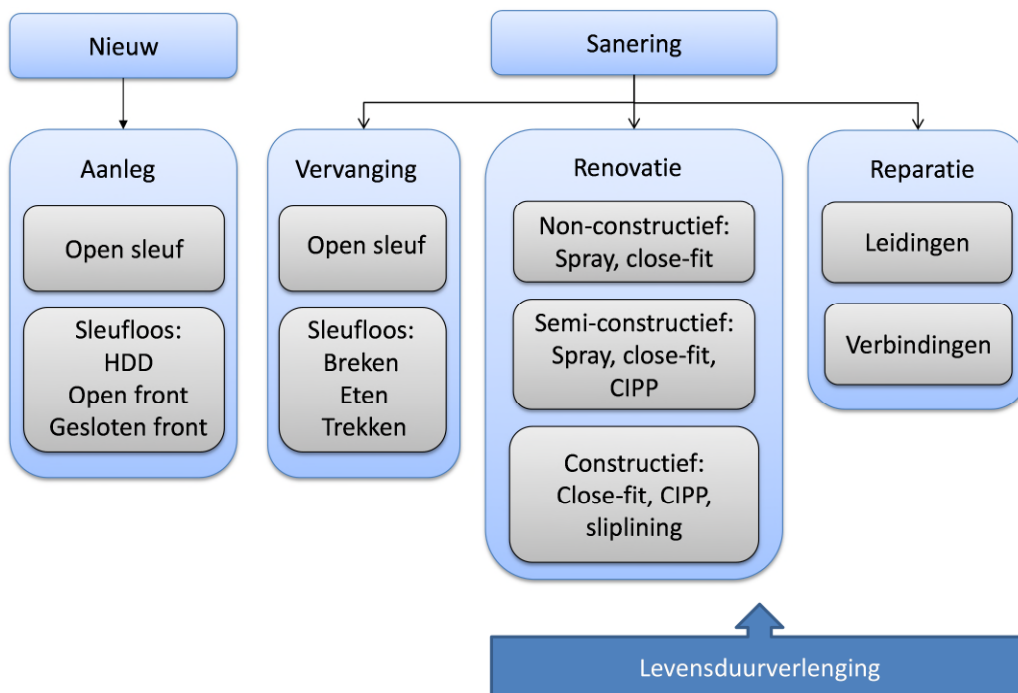 Nieuw
Sanering
Aanleg
Open sleuf
Sleufloos:
HDD
Open front
Gesloten front
Vervanging
Open sleuf
Sleufloos:
Breken
Eten
Trekken
Renovatie
Non-constructief:
Spray, close-fit
Semi-constructief:
Spray, close-fit,
CIPP
Constructief:
Close-fit, CIPP,
sliplining
Reparatie
Leidingen
Verbindingen
Levensduurverlenging